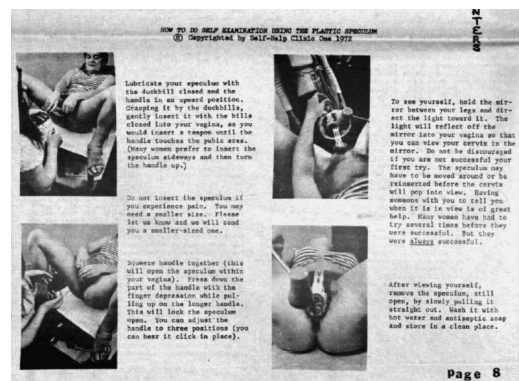 HOW TO DO SELF EXAMINATION USING THE PLASTIC SPECULUM
© Copyrighted by Self-Help Clinic One 1972
NTERS
Lubricate your speculum with
the duckbill closed and the
handle in an upward position.
Grasping it by the duckbills,
gently insert it with the bills
closed into your vagina, as you
would insert a tampon until the
handle touches the pubic area.
(Many women prefer to insert the
speculum sideways and then turn
the handle up.)
Do not insert the speculum if
you experience pain. You may
need a smaller size. Please
let us know and we will send
you a smaller-sized one.
Squeeze handle together (this
will open the speculum within
your vagina). Press down the
part of the handle with the
finger depression while pul-
ling up on the longer handle.
This will lock the speculum
open. You can adjust the
handle to three positions (you
can hear it click in place).
To see yourself, hold the mir-
ror between your legs and dir-
ect the light toward it. The
light will reflect off the
mirror into your vagina so that
you can view your cervix in the
mirror. Do not be discouraged
if you are not successful your
first try. The speculum may
have to be moved around or be
reinserted before the cervix
will pop into view. Having
someone with you to tell you
when it is in view is of great
help. Many women have had to
try several times before they
were successful. But they
were always successful.
After viewing yourself,
remove the speculum, still
open, by slowly pulling it
straight out. Wash it with
hot water and antiseptic soap
and store in a clean place.
page 8